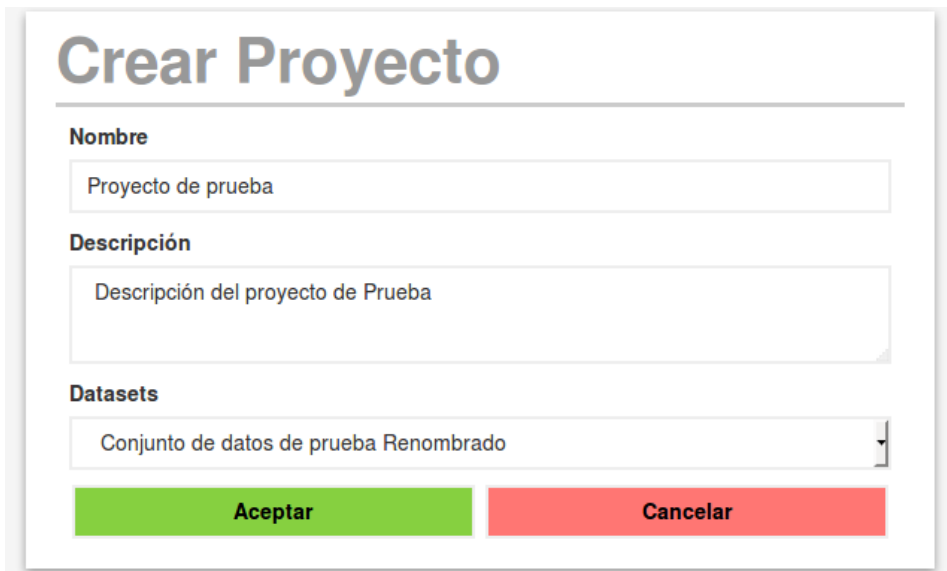 Crear Proyecto
Nombre
Proyecto de prueba
Descripción
Descripción del proyecto de Prueba
Datasets
Conjunto de datos de prueba Renombrado
Aceptar
Cancelar